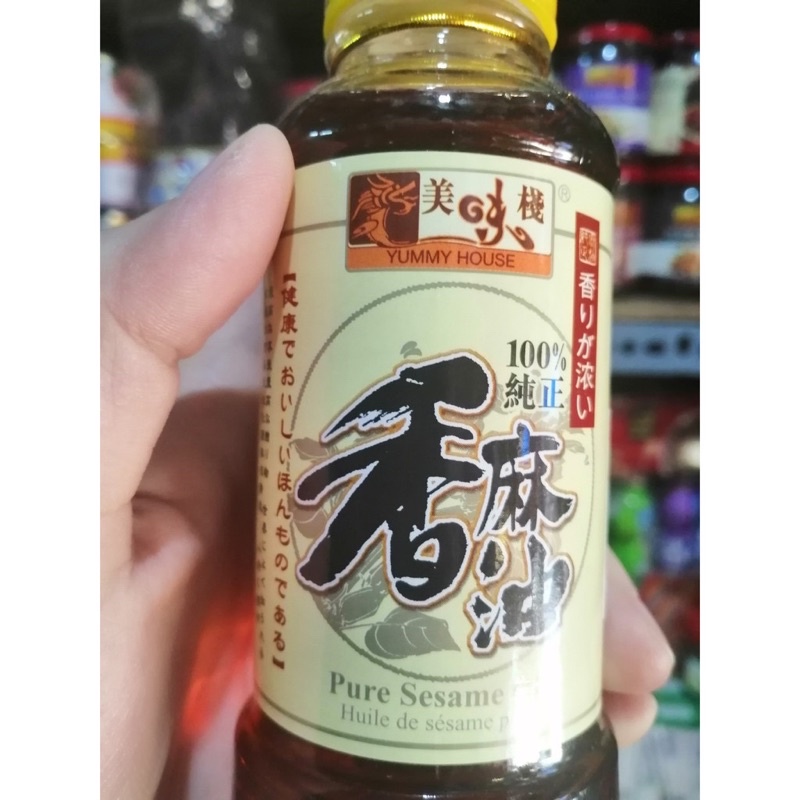 美味棧®
YUMMY HOUSE
香りが浓い
【健康でおいしいほんものである】
100%
純正
香麻油
Pure Sesame
Huile de sésame